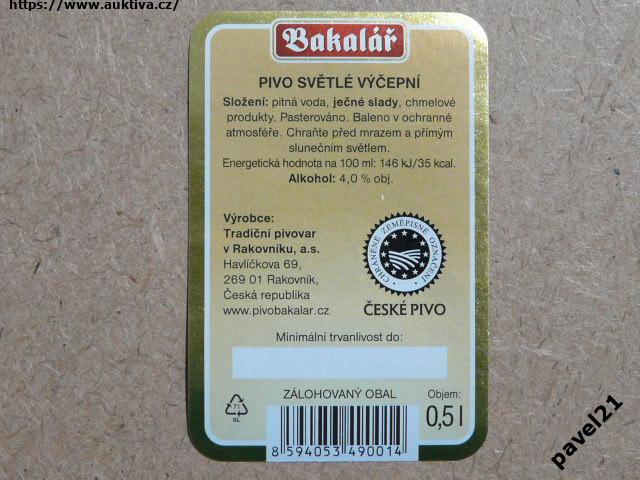 https://www.auktiva.cz/
Bakalář
PIVO SVĚTLÉ VÝČEPNÍ
Složení: pitná voda, ječné slady, chmelové
produkty. Pasterováno. Baleno v ochranné
atmosféře. Chraňte před mrazem a přímým
slunečním světlem.
Energetická hodnota na 100 ml: 146 kJ/35 kcal.
Alkohol: 4,0 % obj.
Výrobce:
Tradiční pivovar
v Rakovníku, a.s.
Havlíčkova 69,
269 01 Rakovník,
Česká republika
www.pivobakalar.cz
CHRÁNĚNÉ ZEMĚPISNÉ OZNAČENÍ
ČESKÉ PIVO
Minimální trvanlivost do:
ZÁLOHOVANÝ OBAL
Objem:
0,5 l
71
GL
8 594053 490014
pavel21